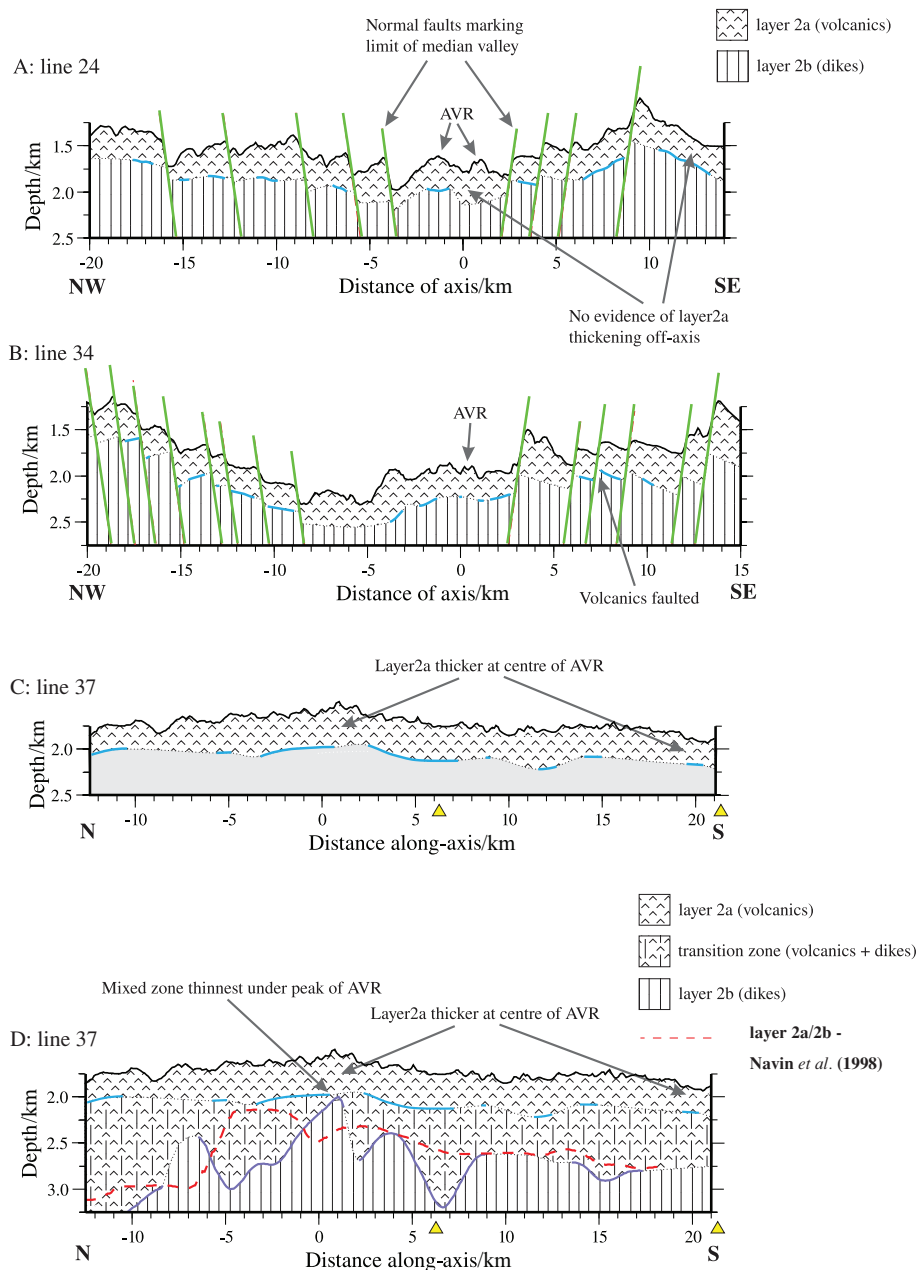 Normal faults marking
limit of median valley
layer 2a (volcanics)
layer 2b (dikes)
A: line 24
AVR
Depth/km
1.5
2.0
2.5
-20 -15 -10 -5 0 5 10
NW
Distance of axis/km
SE
No evidence of layer2a
thickening off-axis
B: line 34
AVR
Depth/km
1.5
2.0
2.5
-20 -15 -10 -5 0 5 10 15
NW
Distance of axis/km
SE
Volcanics faulted
Layer2a thicker at centre of AVR
C: line 37
Depth/km
2.0
2.5
-10 -5 0 5 10 15 20
N
Distance along-axis/km
S
layer 2a (volcanics)
transition zone (volcanics + dikes)
layer 2b (dikes)
layer 2a/2b -
Navin et al. (1998)
Mixed zone thinnest under peak of AVR
Layer2a thicker at centre of AVR
D: line 37
Depth/km
2.0
2.5
3.0
-10 -5 0 5 10 15 20
N
Distance along-axis/km
S